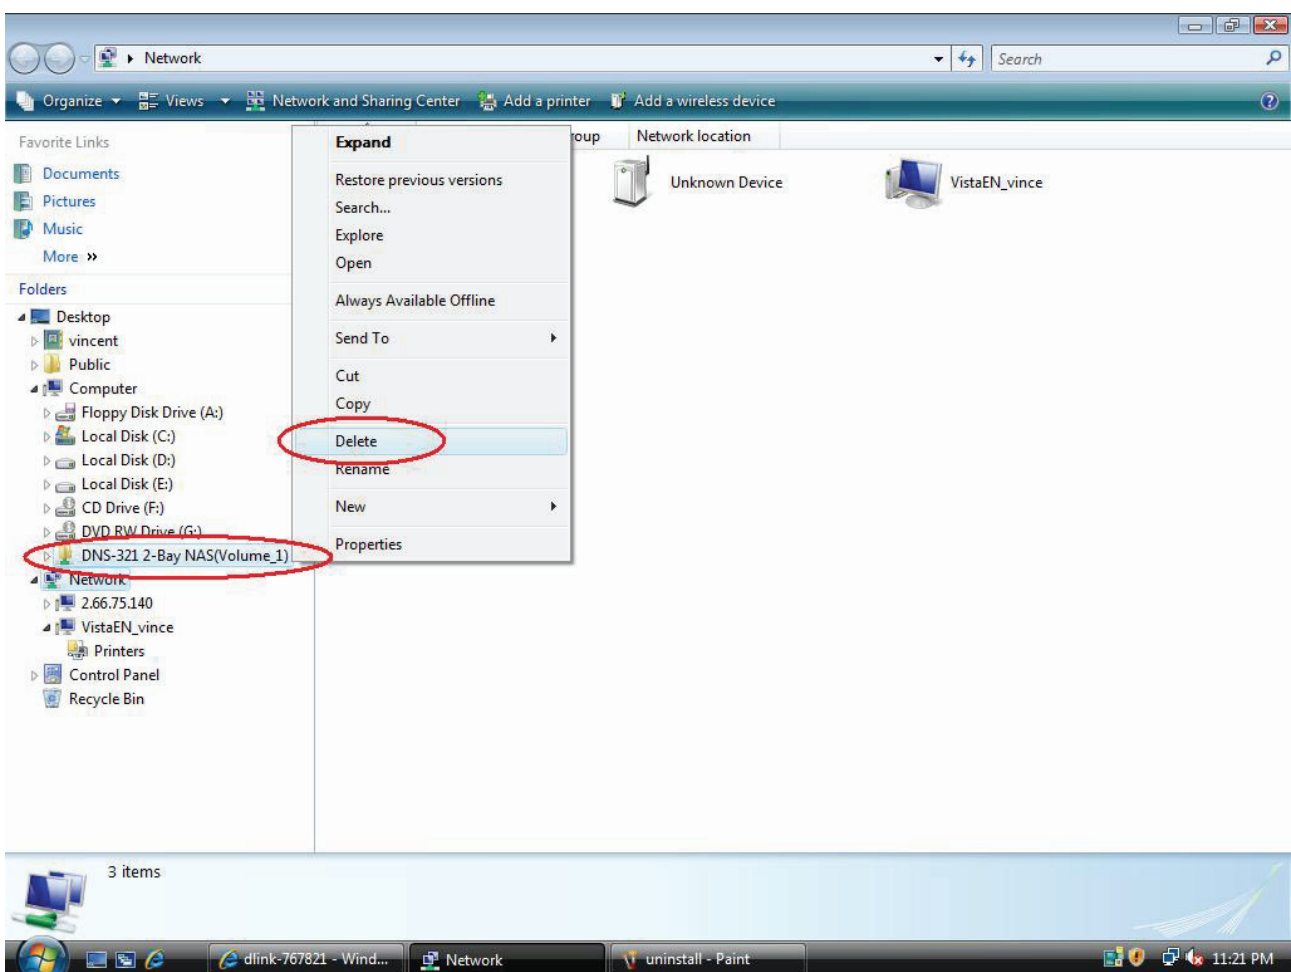 Network
Search
Organize Views Network and Sharing Center Add a printer Add a wireless device
Favorite Links
Documents
Pictures
Music
More »
Folders
Desktop
vincent
Public
Computer
Floppy Disk Drive (A:)
Local Disk (C:)
Local Disk (D:)
Local Disk (E:)
CD Drive (F:)
DVD RW Drive (G:)
DNS-321 2-Bay NAS(Volume_1)
Network
2.66.75.140
VistaEN_vince
Printers
Control Panel
Recycle Bin
Expand
Restore previous versions
Search...
Explore
Open
Always Available Offline
Send To
Cut
Copy
Delete
Rename
New
Properties
roup Network location
Unknown Device VistaEN_vince
3 items
dlink-767821 - Wind... Network uninstall - Paint 11:21 PM